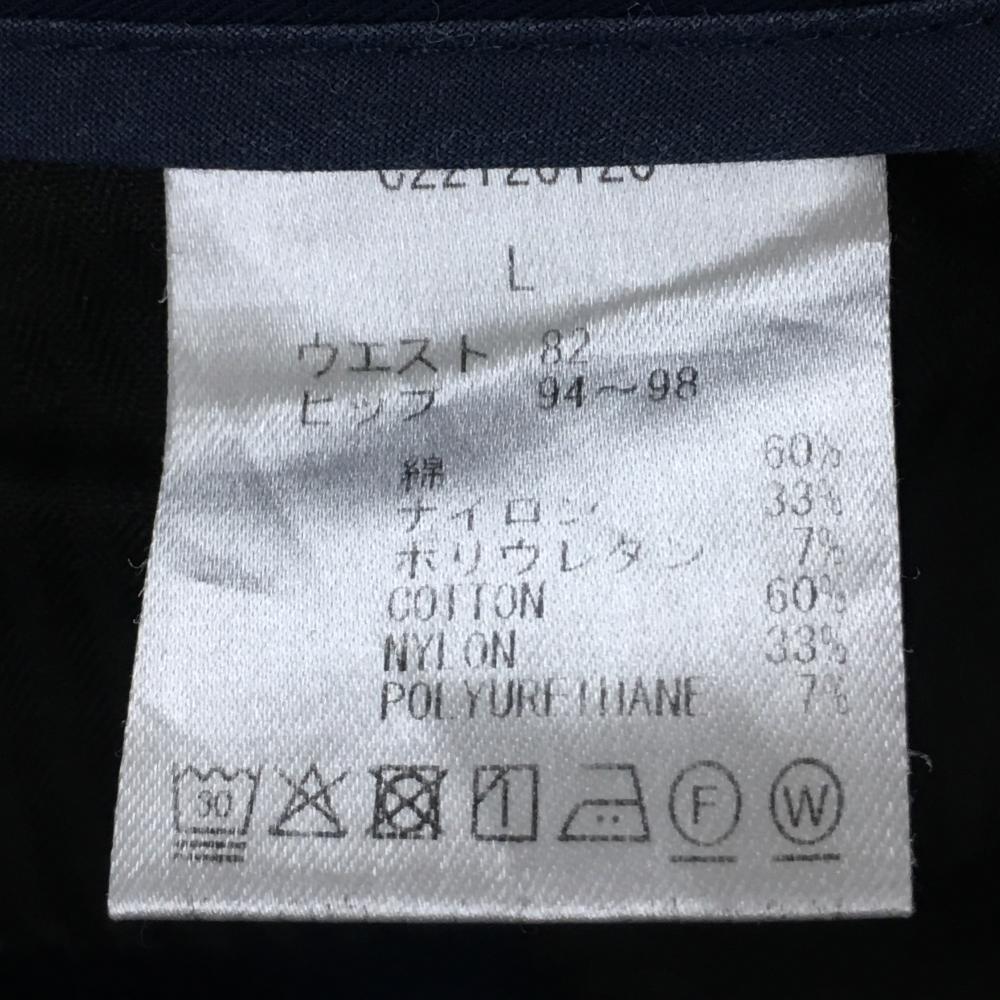 L
ウエスト 82
ヒップ 94～98
綿 60%
ナイロン 33%
ポリウレタン 7%
COTTON 60%
NYLON 33%
POLYURETHANE 7%
30 F W